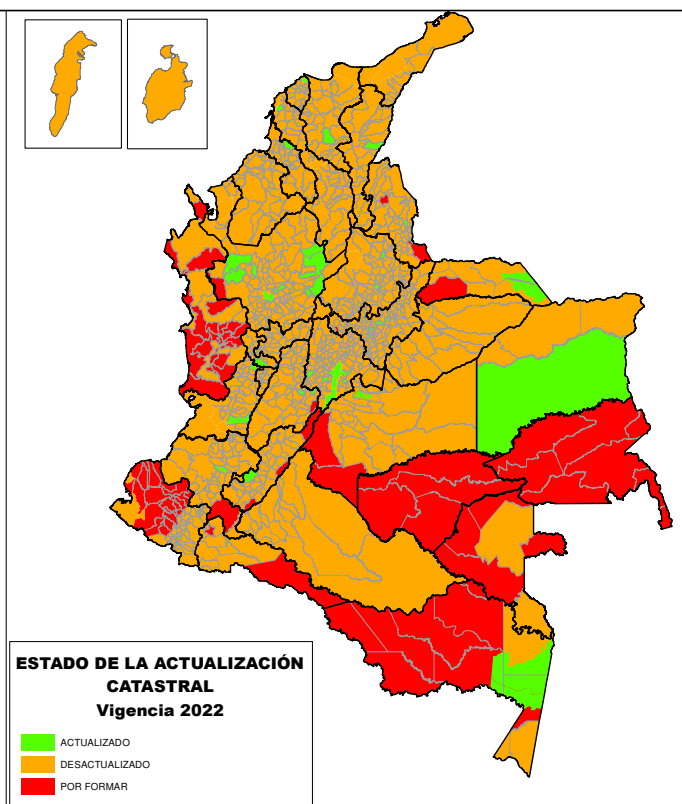 ESTADO DE LA ACTUALIZACIÓN
CATASTRAL
Vigencia 2022
ACTUALIZADO
DESACTUALIZADO
POR FORMAR